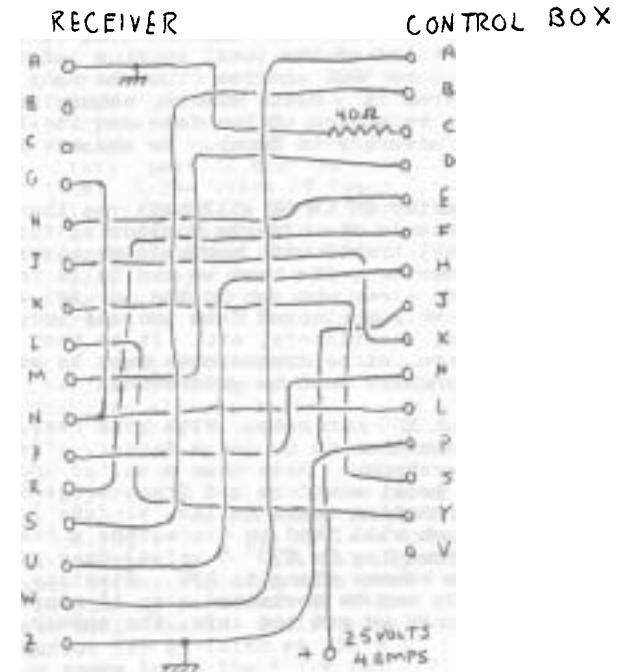 RECEIVER CONTROL BOX
A A
B B
C C
40Ω
G D
H E
J F
K H
L J
M K
N N
P L
R P
S S
U Y
W V
Z
+ 25 VOLTS
4 AMPS